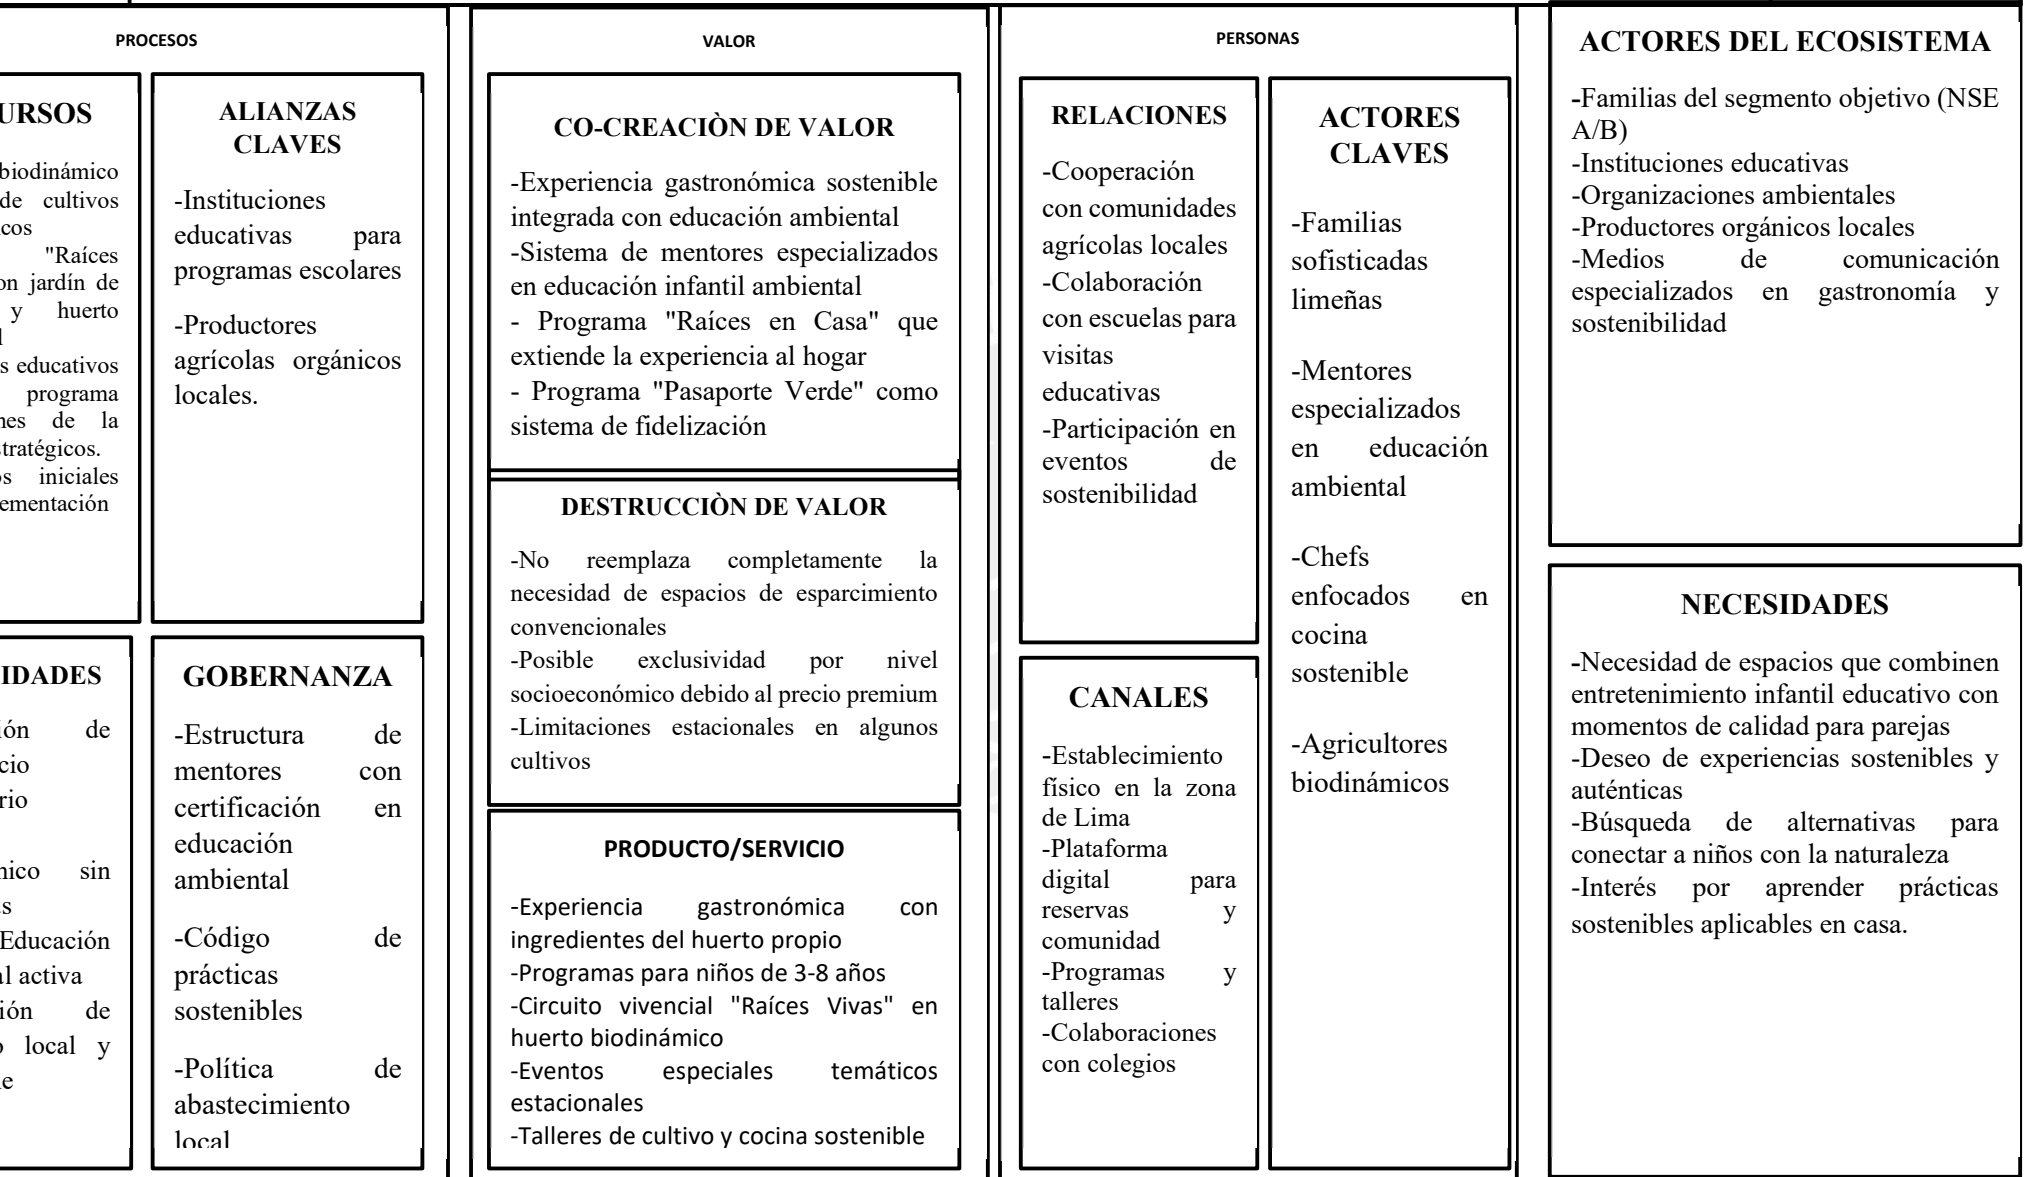 PROCESOS
URSOS
biodinámico
de cultivos
icos
"Raíces
on jardín de
y huerto
l
s educativos
programa
nes de la
stratégicos.
os iniciales
ementación
ALIANZAS
CLAVES
-Instituciones
educativas para
programas escolares
-Productores
agrícolas orgánicos
locales.
IDADES
ión de
cio
rio
nico sin
as
Educación
al activa
ión de
o local y
le
GOBERNANZA
-Estructura de
mentores con
certificación en
educación
ambiental
-Código de
prácticas
sostenibles
-Política de
abastecimiento
local
VALOR
CO-CREACIÒN DE VALOR
-Experiencia gastronómica sostenible
integrada con educación ambiental
-Sistema de mentores especializados
en educación infantil ambiental
- Programa "Raíces en Casa" que
extiende la experiencia al hogar
- Programa "Pasaporte Verde" como
sistema de fidelización
DESTRUCCIÒN DE VALOR
-No reemplaza completamente la
necesidad de espacios de esparcimiento
convencionales
-Posible exclusividad por nivel
socioeconómico debido al precio premium
-Limitaciones estacionales en algunos
cultivos
PRODUCTO/SERVICIO
-Experiencia gastronómica con
ingredientes del huerto propio
-Programas para niños de 3-8 años
-Circuito vivencial "Raíces Vivas" en
huerto biodinámico
-Eventos especiales temáticos
estacionales
-Talleres de cultivo y cocina sostenible
PERSONAS
RELACIONES
-Cooperación
con comunidades
agrícolas locales
-Colaboración
con escuelas para
visitas
educativas
-Participación en
eventos de
sostenibilidad
CANALES
-Establecimiento
físico en la zona
de Lima
-Plataforma
digital para
reservas y
comunidad
-Programas y
talleres
-Colaboraciones
con colegios
ACTORES
CLAVES
-Familias
sofisticadas
limeñas
-Mentores
especializados
en educación
ambiental
-Chefs
enfocados en
cocina
sostenible
-Agricultores
biodinámicos
ACTORES DEL ECOSISTEMA
-Familias del segmento objetivo (NSE
A/B)
-Instituciones educativas
-Organizaciones ambientales
-Productores orgánicos locales
-Medios de comunicación
especializados en gastronomía y
sostenibilidad
NECESIDADES
-Necesidad de espacios que combinen
entretenimiento infantil educativo con
momentos de calidad para parejas
-Deseo de experiencias sostenibles y
auténticas
-Búsqueda de alternativas para
conectar a niños con la naturaleza
-Interés por aprender prácticas
sostenibles aplicables en casa.